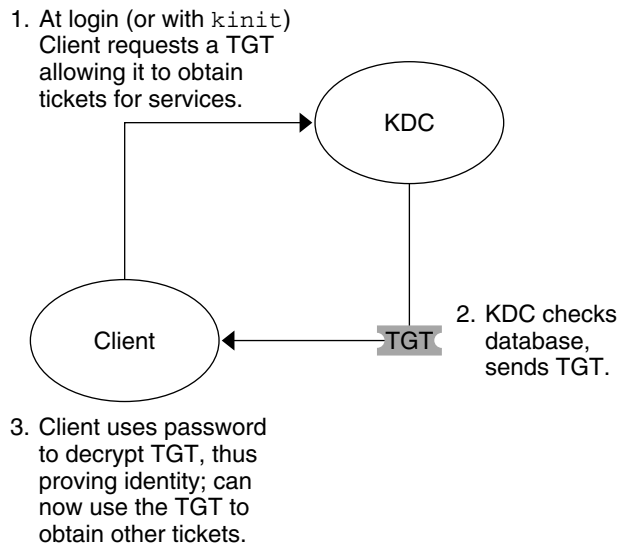 1. At login (or with kinit)
Client requests a TGT
allowing it to obtain
tickets for services.
KDC
Client
TGT
2. KDC checks
database,
sends TGT.
3. Client uses password
to decrypt TGT, thus
proving identity; can
now use the TGT to
obtain other tickets.